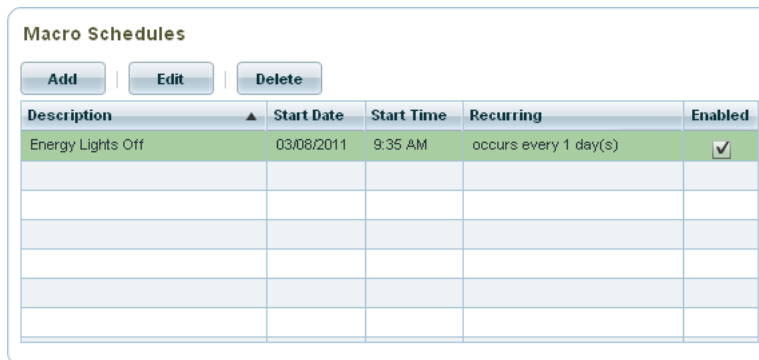 Macro Schedules
Add Edit Delete
Description Start Date Start Time Recurring Enabled
Energy Lights Off 03/08/2011 9:35 AM occurs every 1 day(s)